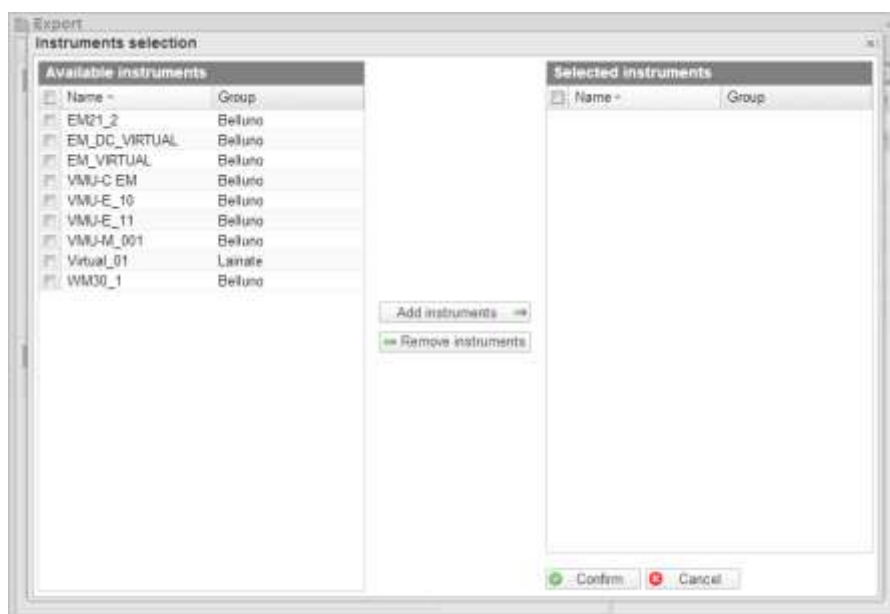 Export
Instruments selection
Available instruments
Name Group
EM21_2 Belluno
EM_DC_VIRTUAL Belluno
EM_VIRTUAL Belluno
VMU-C EM Belluno
VMU-E_10 Belluno
VMU-E_11 Belluno
VMU-M_001 Belluno
Virtual_01 Lainate
WM30_1 Belluno
Add instruments
Remove instruments
Selected instruments
Name Group
Confirm Cancel